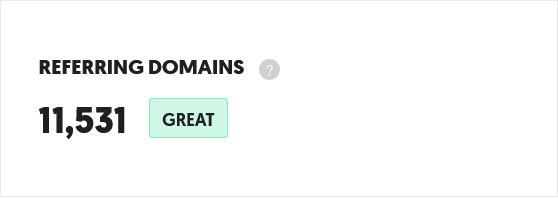 REFERRING DOMAINS ?
11,531 GREAT